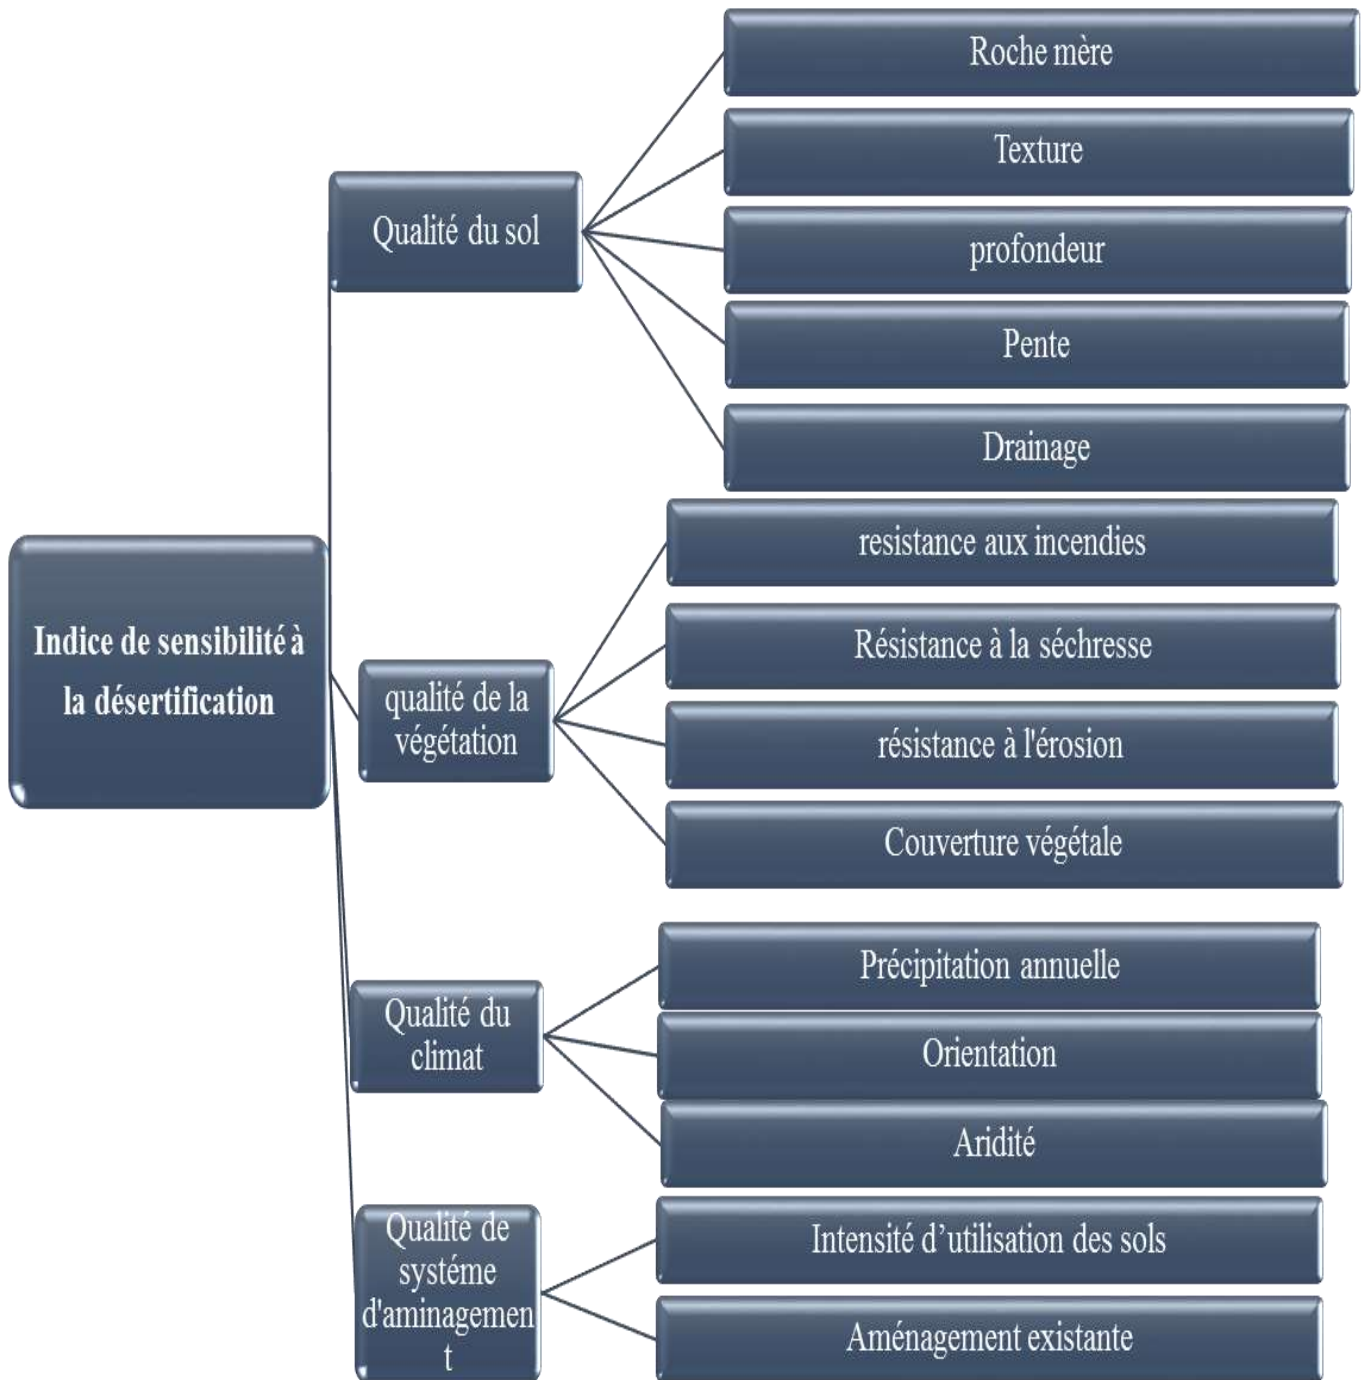 Indice de sensibilité à
la désertification
Qualité du sol
Roche mère
Texture
profondeur
Pente
Drainage
qualité de la
végétation
resistance aux incendies
Résistance à la séchresse
résistance à l'érosion
Couverture végétale
Qualité du
climat
Précipitation annuelle
Orientation
Aridité
Qualité de
systéme
d'aminagemen
t
Intensité d’utilisation des sols
Aménagement existante